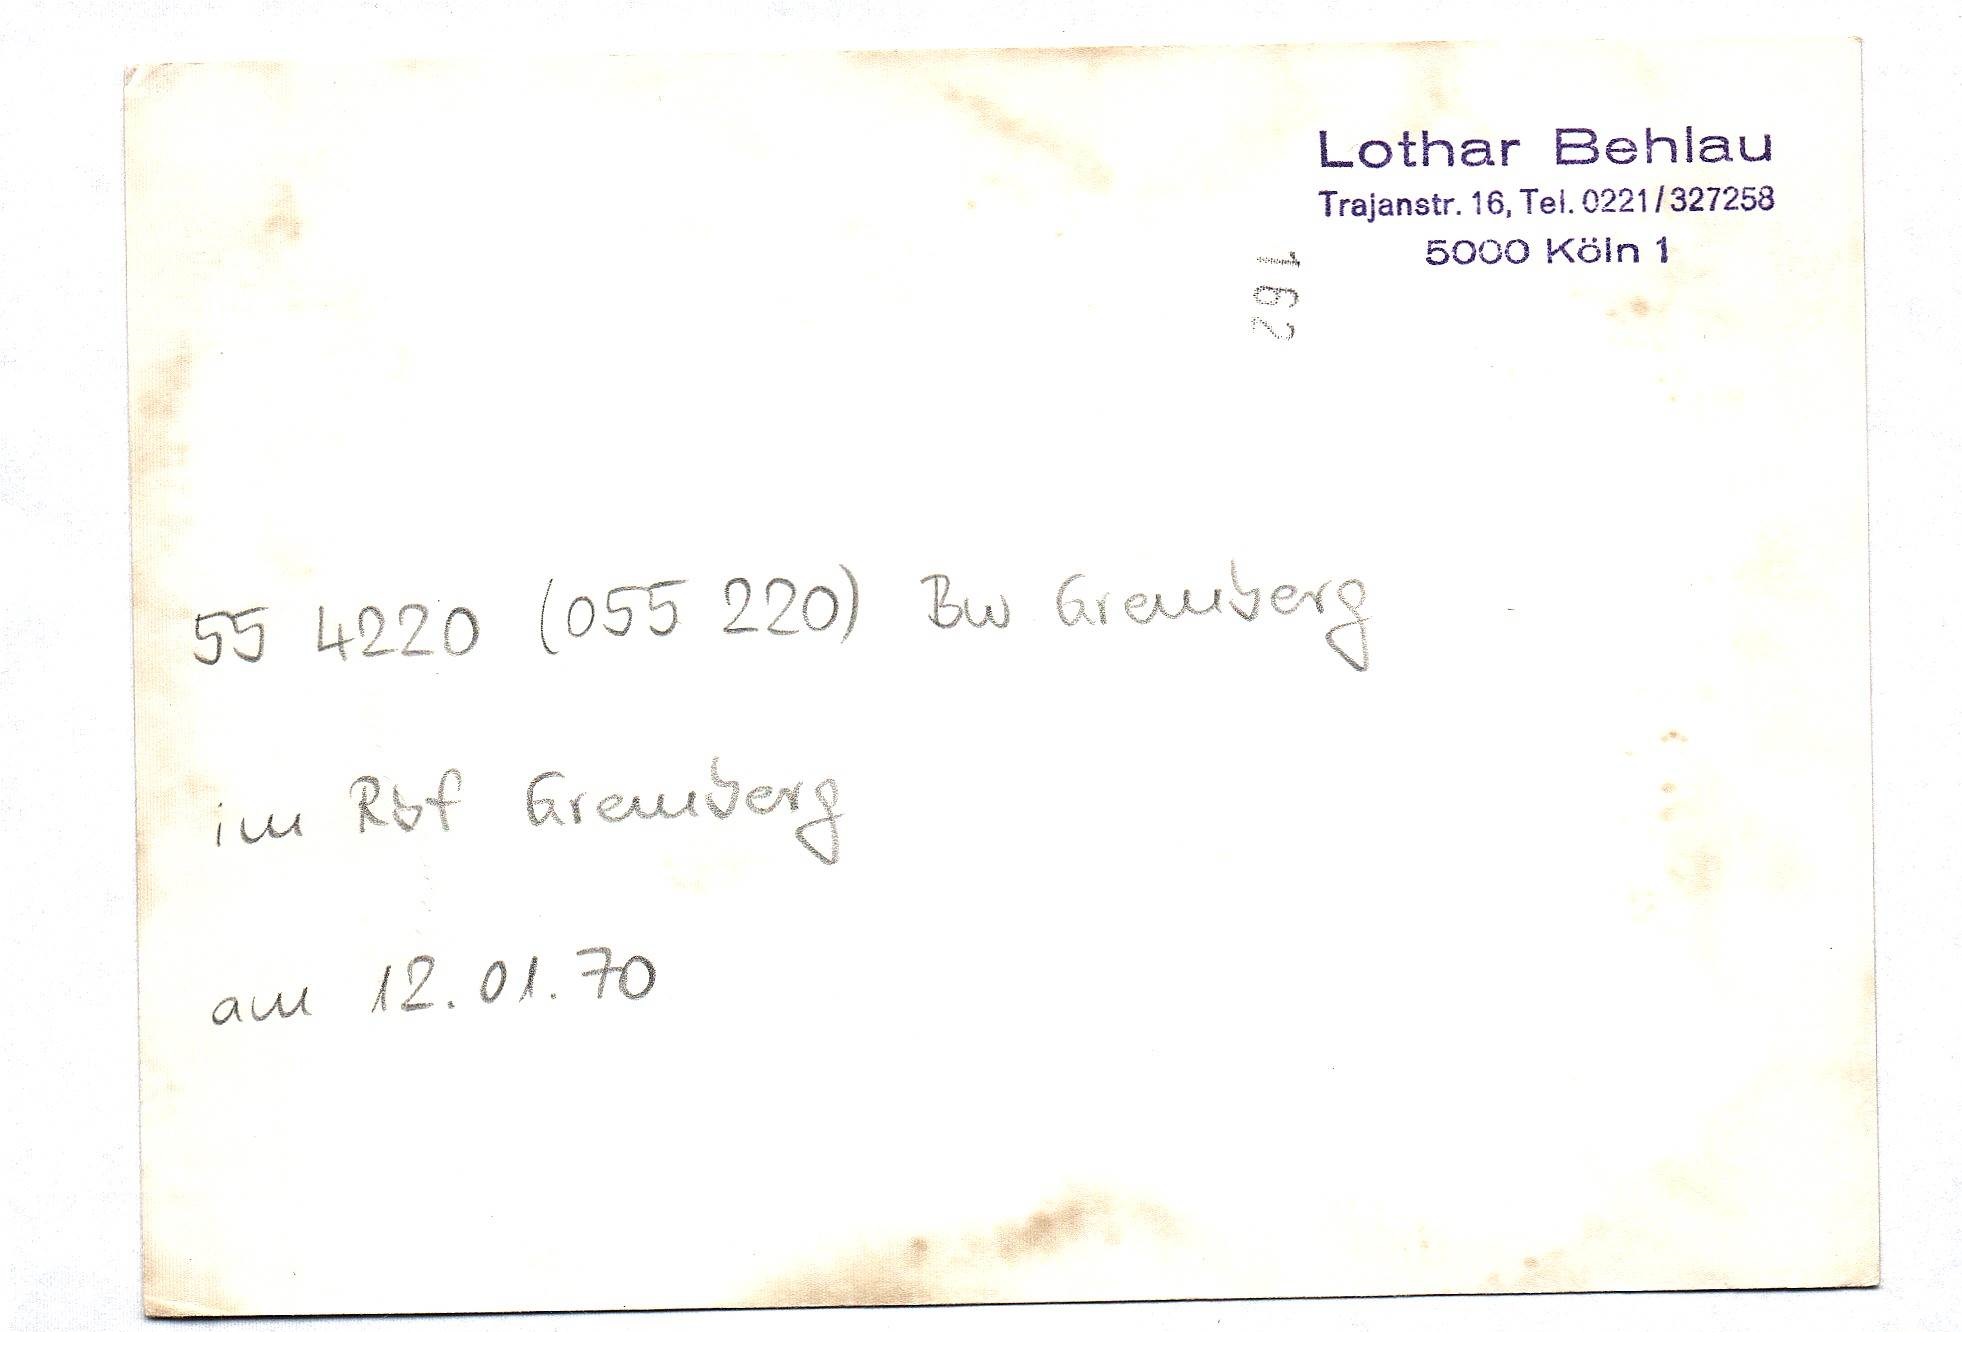 Lothar Behlau
Trajanstr. 16, Tel. 0221/327258
5000 Köln 1
162
55 4220 (055 220) Bw Gremberg
im Rbf Gremberg
am 12.01.70